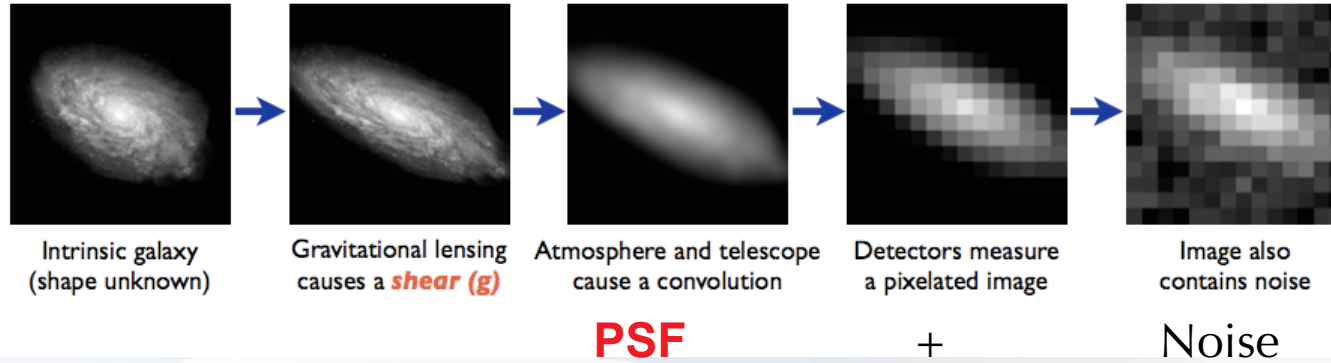 Intrinsic galaxy
(shape unknown)
Gravitational lensing
causes a shear (g)
Atmosphere and telescope
cause a convolution
Detectors measure
a pixelated image
Image also
contains noise
PSF + Noise